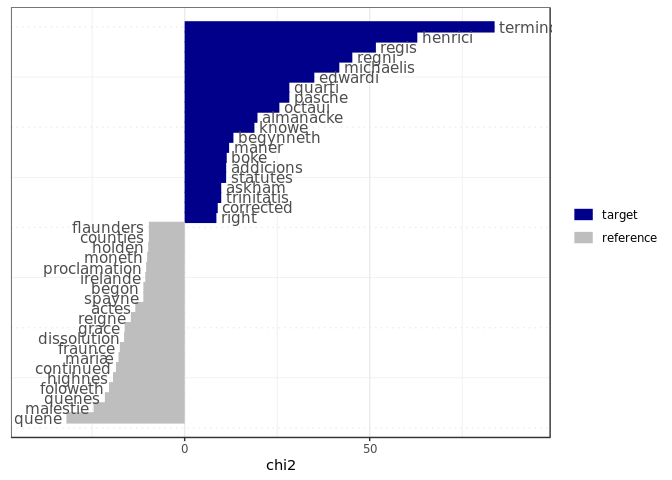 termino
henrici
regis
regni
michaelis
edwardi
quarti
pasche
octaui
almanacke
knowe
begynneth
maner
boke
addicions
statutes
askham
trinitatis
corrected
right
flaunders
counties
holden
moneth
proclamation
irelande
begon
spayne
actes
reigne
grace
dissolution
fraunce
mariæ
continued
highnes
foloweth
quenes
maiestie
quene
0 50
chi2
target
reference